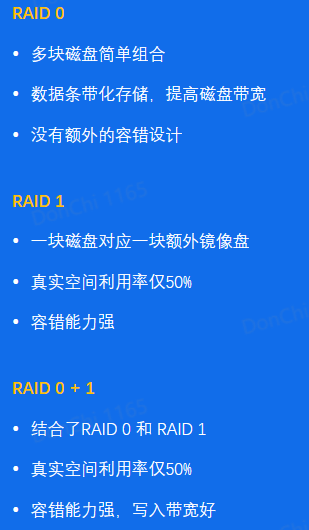 RAID 0
• 多块磁盘简单组合
• 数据条带化存储，提高磁盘带宽
• 没有额外的容错设计
RAID 1
• 一块磁盘对应一块额外镜像盘
• 真实空间利用率仅50%
• 容错能力强
RAID 0 + 1
• 结合了RAID 0 和 RAID 1
• 真实空间利用率仅50%
• 容错能力强，写入带宽好
DonChi 1165